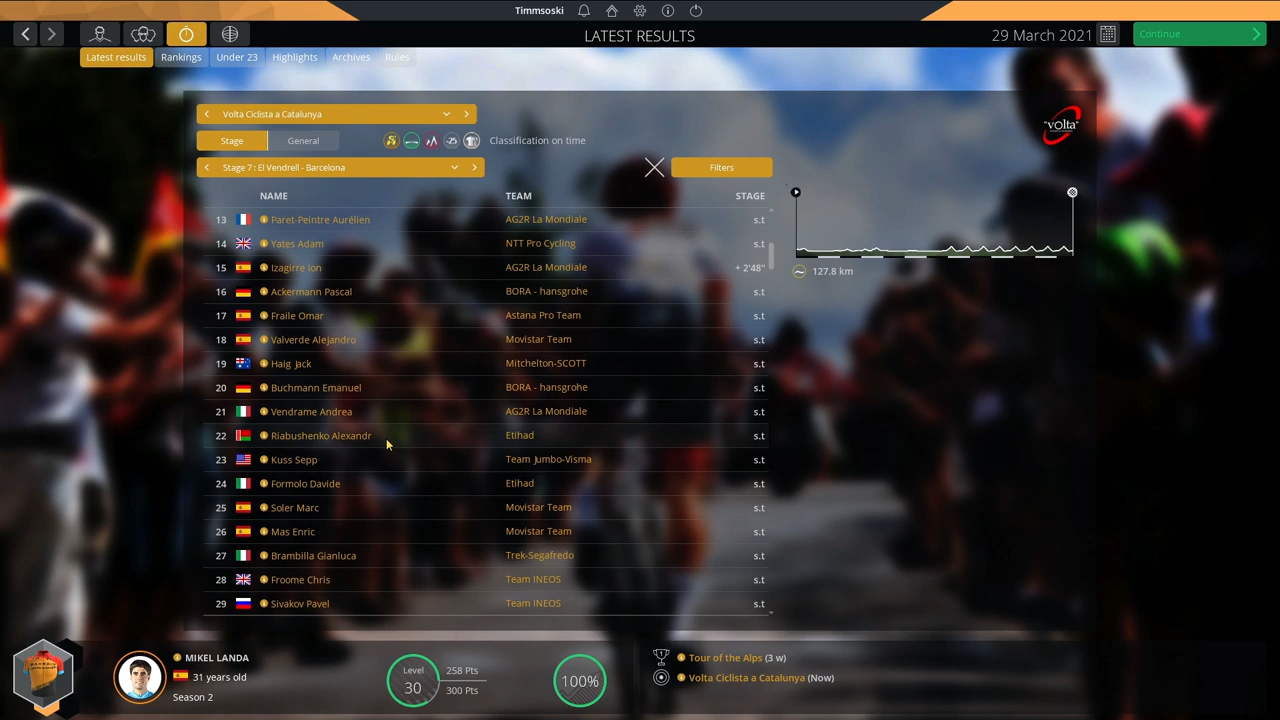 Timmsoski
LATEST RESULTS
29 March 2021
Continue
Latest results
Rankings
Under 23
Highlights
Archives
Rules
Volta Ciclista a Catalunya
"volta"
Stage
General
-25
Classification on time
Stage 7 : El Vendrell - Barcelona
Filters
NAME TEAM STAGE
13 Paret-Peintre Aurélien AG2R La Mondiale s.t
14 Yates Adam NTT Pro Cycling s.t
15 Izagirre Ion AG2R La Mondiale + 2'48"
16 Ackermann Pascal BORA - hansgrohe s.t
17 Fraile Omar Astana Pro Team s.t
18 Valverde Alejandro Movistar Team s.t
19 Haig Jack Mitchelton-SCOTT s.t
20 Buchmann Emanuel BORA - hansgrohe s.t
21 Vendrame Andrea AG2R La Mondiale s.t
22 Riabushenko Alexandr Etihad s.t
23 Kuss Sepp Team Jumbo-Visma s.t
24 Formolo Davide Etihad s.t
25 Soler Marc Movistar Team s.t
26 Mas Enric Movistar Team s.t
27 Brambilla Gianluca Trek-Segafredo s.t
28 Froome Chris Team INEOS s.t
29 Sivakov Pavel Team INEOS s.t
127.8 km
MIKEL LANDA
31 years old
Season 2
Level
30
258 Pts
300 Pts
100%
Tour of the Alps (3 w)
Volta Ciclista a Catalunya (Now)